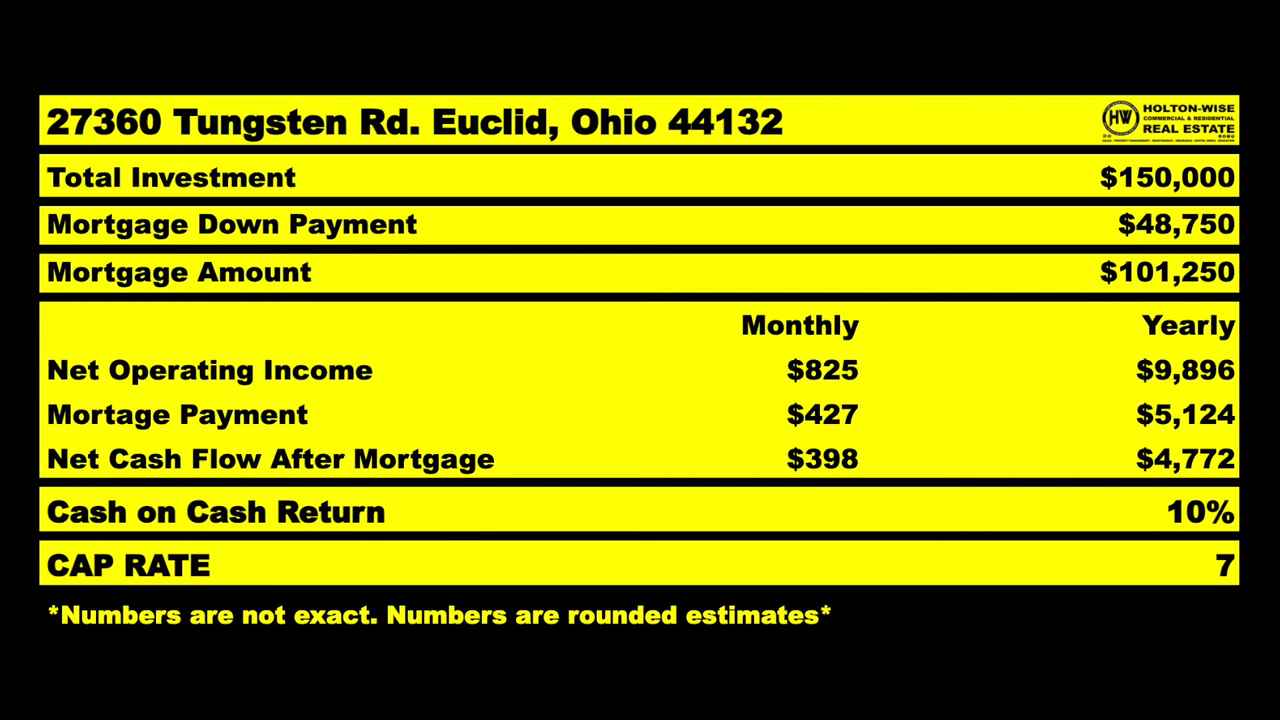 27360 Tungsten Rd. Euclid, Ohio 44132
HW
HOLTON-WISE
COMMERCIAL & RESIDENTIAL
REAL ESTATE
Total Investment $150,000
Mortgage Down Payment $48,750
Mortgage Amount $101,250
Monthly Yearly
Net Operating Income $825 $9,896
Mortage Payment $427 $5,124
Net Cash Flow After Mortgage $398 $4,772
Cash on Cash Return 10%
CAP RATE 7
*Numbers are not exact. Numbers are rounded estimates*